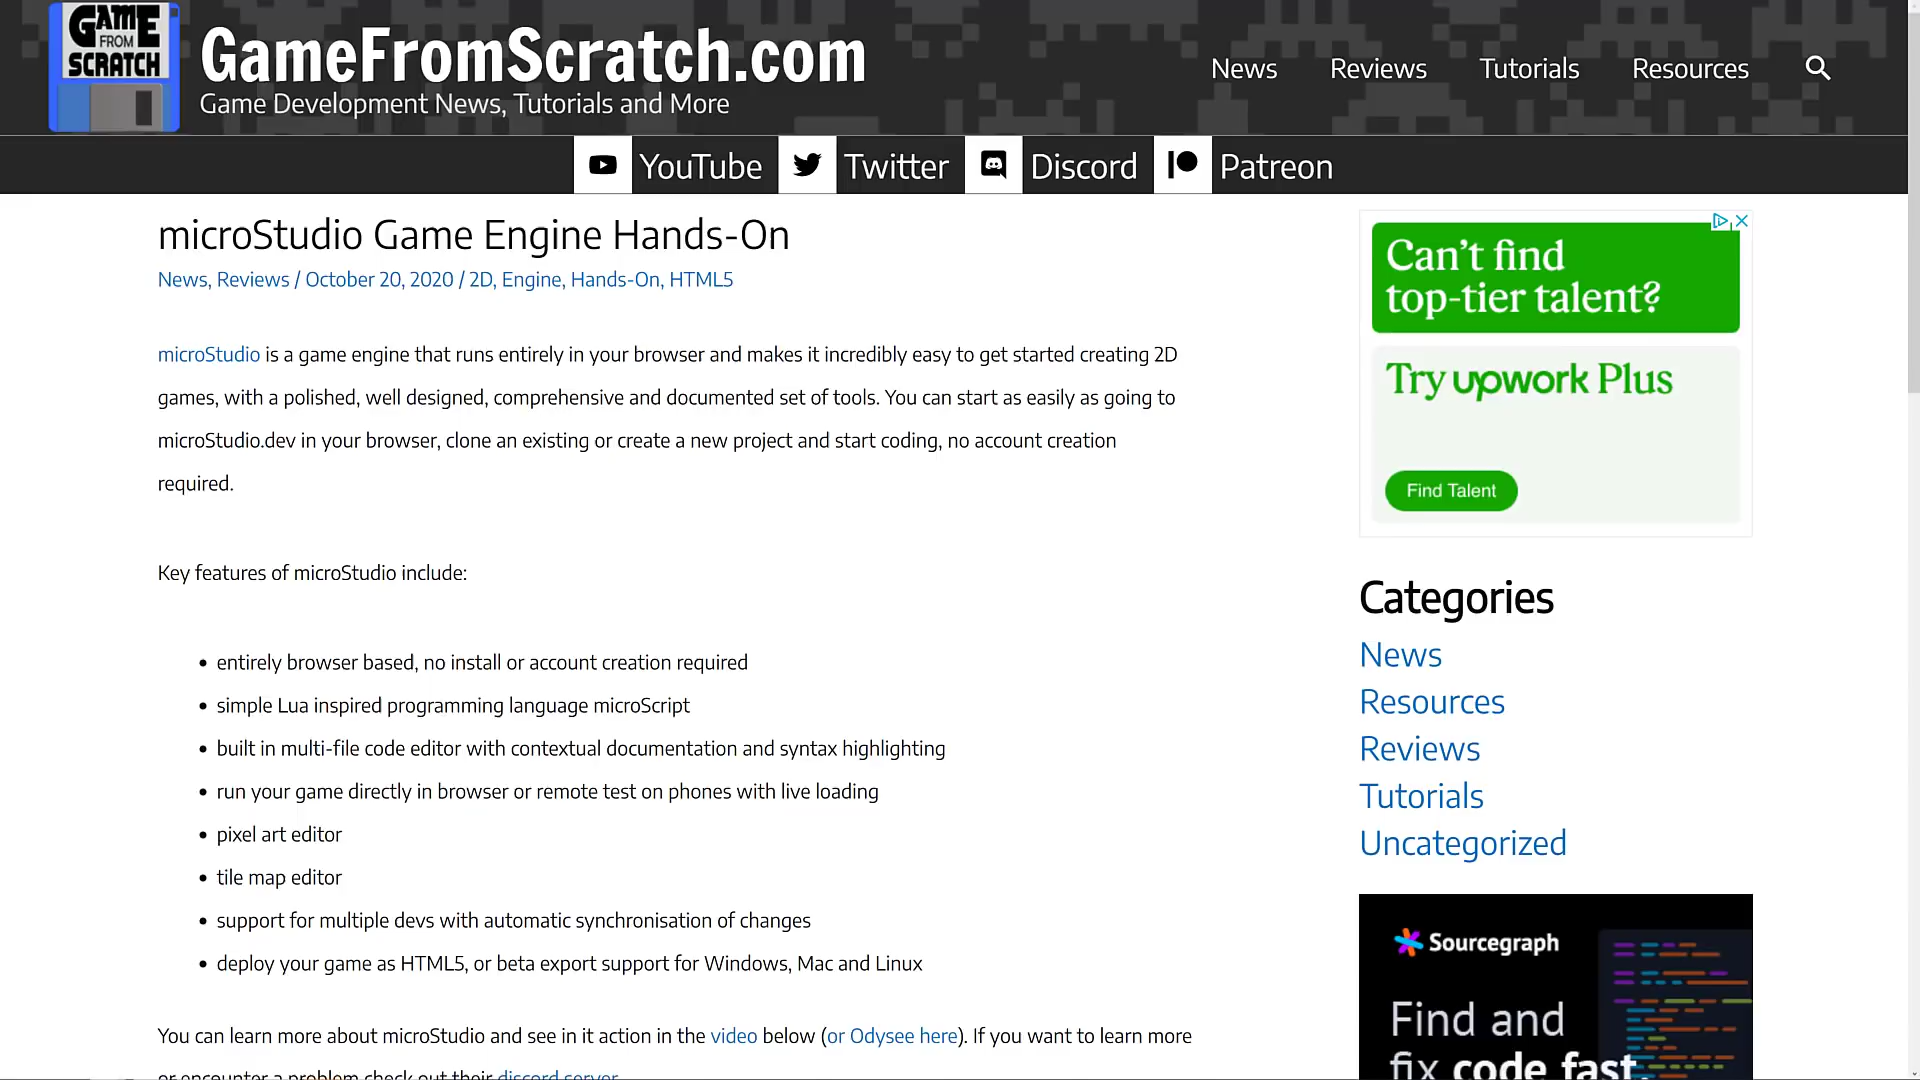 GAME
FROM
SCRATCH
GameFromScratch.com
Game Development News, Tutorials and More
News
Reviews
Tutorials
Resources
YouTube
Twitter
Discord
Patreon
microStudio Game Engine Hands-On
News, Reviews / October 20, 2020 / 2D, Engine, Hands-On, HTML5
microStudio is a game engine that runs entirely in your browser and makes it incredibly easy to get started creating 2D
games, with a polished, well designed, comprehensive and documented set of tools. You can start as easily as going to
microStudio.dev in your browser, clone an existing or create a new project and start coding, no account creation
required.
Key features of microStudio include:
• entirely browser based, no install or account creation required
• simple Lua inspired programming language microScript
• built in multi-file code editor with contextual documentation and syntax highlighting
• run your game directly in browser or remote test on phones with live loading
• pixel art editor
• tile map editor
• support for multiple devs with automatic synchronisation of changes
• deploy your game as HTML5, or beta export support for Windows, Mac and Linux
You can learn more about microStudio and see in it action in the video below (or Odysee here). If you want to learn more
or encounter a problem check out their discord server
Can't find
top-tier talent?
Try upwork Plus
Find Talent
Categories
News
Resources
Reviews
Tutorials
Uncategorized
Sourcegraph
Find and
fix code fast.